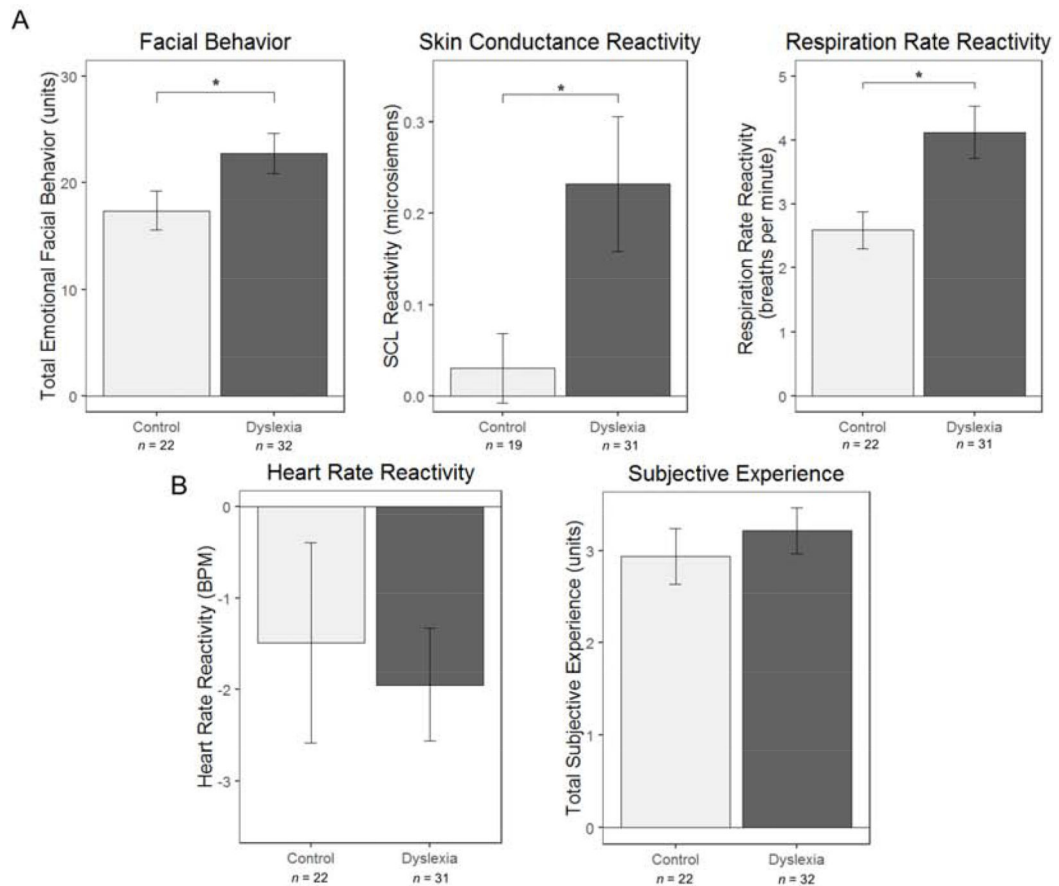 A
Facial Behavior
Total Emotional Facial Behavior (units)
30
20
10
0
*
Control
n = 22
Dyslexia
n = 32
Skin Conductance Reactivity
SCL Reactivity (microsiemens)
0.3
0.2
0.1
0.0
*
Control
n = 19
Dyslexia
n = 31
Respiration Rate Reactivity
Respiration Rate Reactivity
(breaths per minute)
5
4
3
2
1
0
*
Control
n = 22
Dyslexia
n = 31
B
Heart Rate Reactivity
Heart Rate Reactivity (BPM)
0
-1
-2
-3
Control
n = 22
Dyslexia
n = 31
Subjective Experience
Total Subjective Experience (units)
3
2
1
0
Control
n = 22
Dyslexia
n = 32